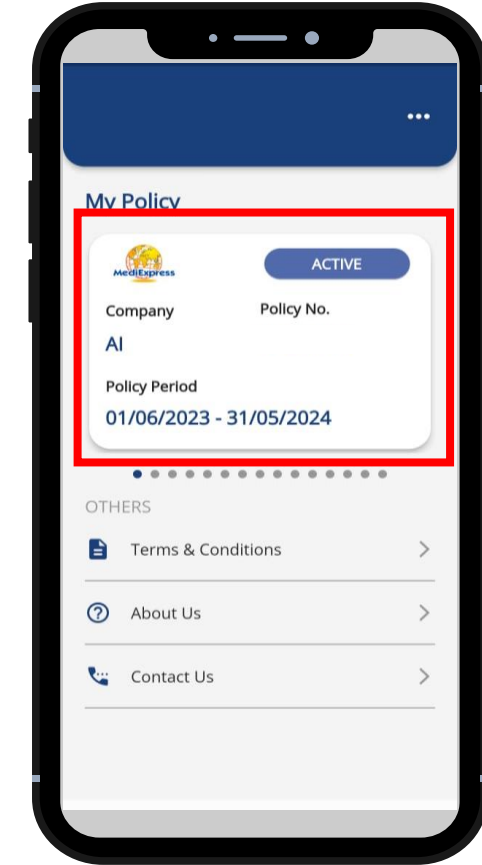 My Policy
MediExpress
ACTIVE
Company
Policy No.
AI
Policy Period
01/06/2023 - 31/05/2024
OTHERS
Terms & Conditions
About Us
Contact Us